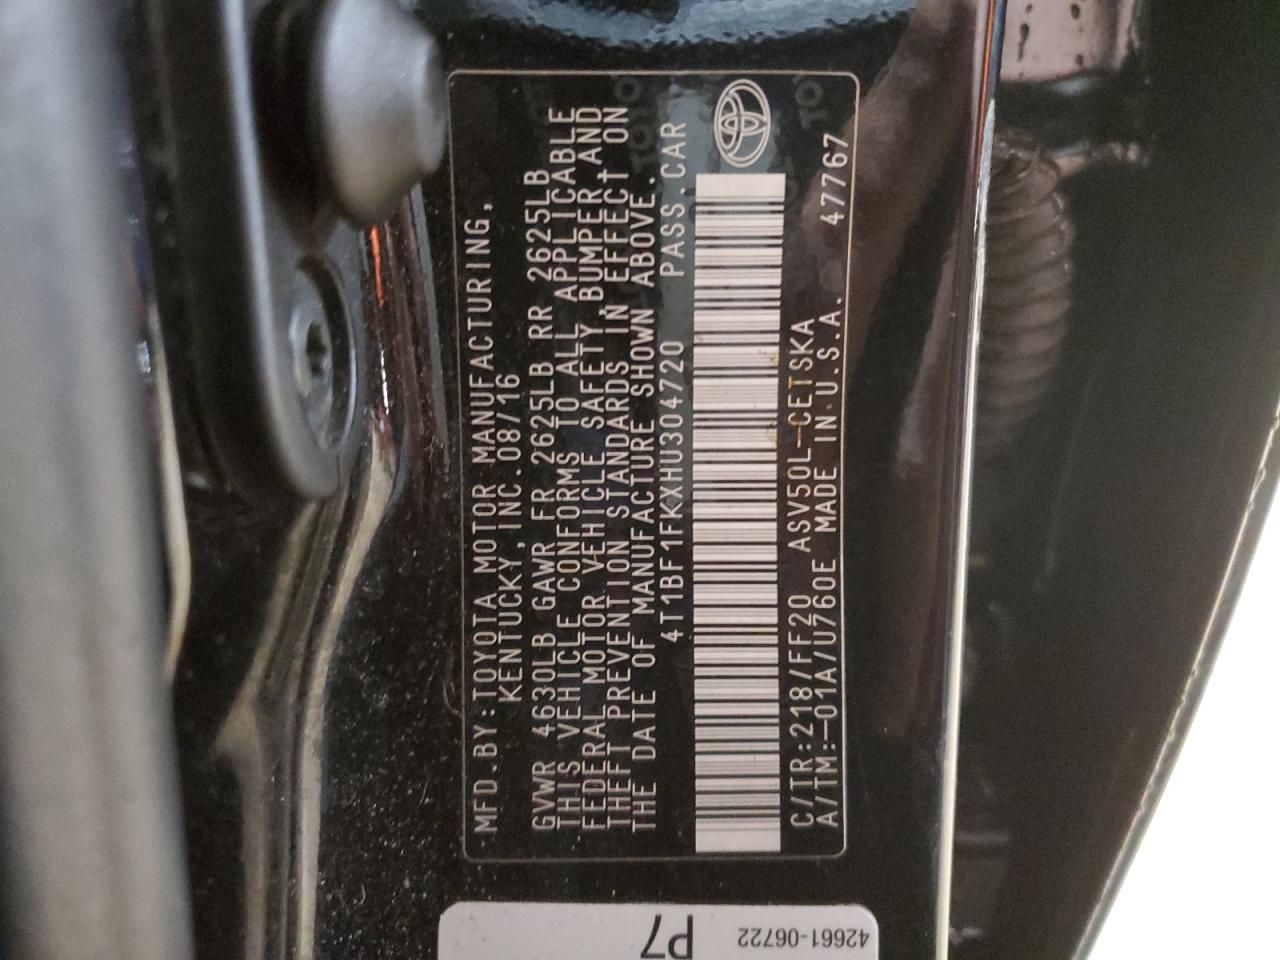 MFD.BY:TOYOTA MOTOR MANUFACTURING,
KENTUCKY,INC.08/16
GVWR 4630LB GAWR FR 2625LB RR 2625LB
THIS VEHICLE CONFORMS TO ALL APPLICABLE
FEDERAL MOTOR VEHICLE SAFETY,BUMPER,AND
THEFT PREVENTION STANDARDS IN EFFECT ON
THE DATE OF MANUFACTURE SHOWN ABOVE.
4T1BF1FKXHU304720 PASS.CAR
C/TR:218/FF20 ASV50L-CETSKA
A/TM:-01A/U760E MADE IN U.S.A. 47767
P7
42661-06722